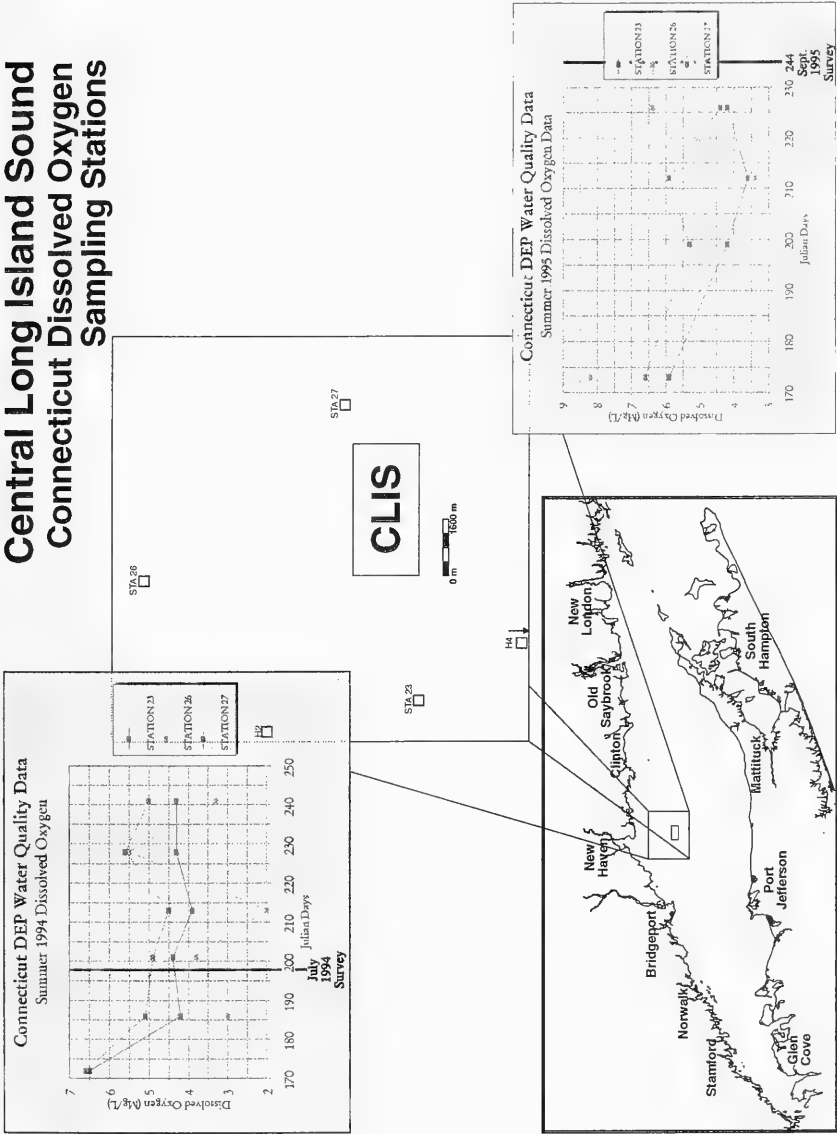 Central Long Island Sound
Connecticut Dissolved Oxygen
Sampling Stations
Connecticut DEP Water Quality Data
Summer 1994 Dissolved Oxygen
Dissolved Oxygen (Mg/L)
7
6
5
4
3
2
170
180
190
200
210
220
230
240
250
Julian Days
July
1994
Survey
STATION 23
STATION 26
STATION 27
H2
STA 26
STA 23
STA 27
H4
CLIS
0 m
1600 m
Connecticut DEP Water Quality Data
Summer 1995 Dissolved Oxygen Data
Dissolved Oxygen (Mg/L)
9
8
7
6
5
4
170
180
190
200
210
220
230
Julian Days
244
Sept.
1995
Survey
STATION 23
STATION 26
New
London
Old
Saybrook
Clinton
New
Haven
Bridgeport
Norwalk
Stamford
Glen
Cove
Port
Jefferson
Mattituck
South
Hampton